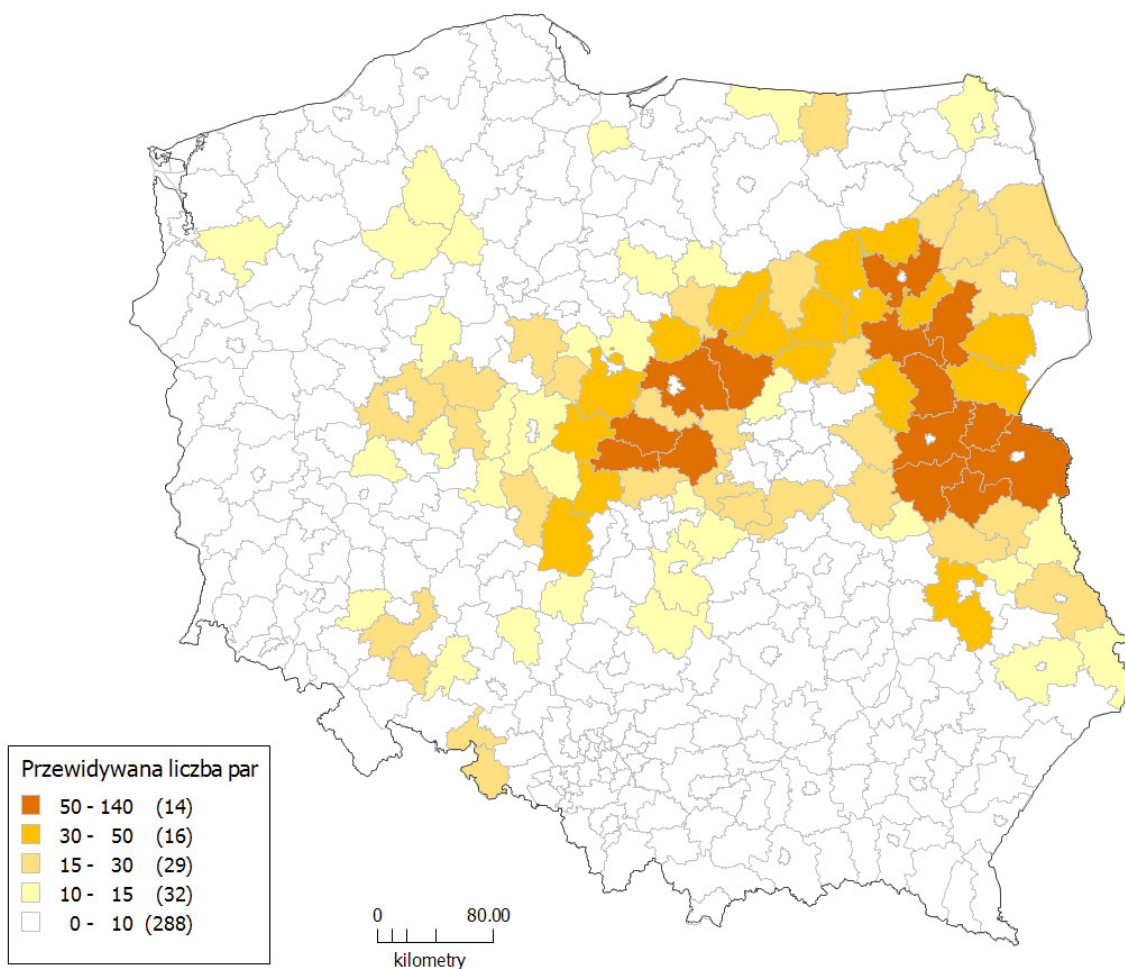 Przewidywana liczba par
50 - 140 (14)
30 - 50 (16)
15 - 30 (29)
10 - 15 (32)
0 - 10 (288)
0 80.00
kilometry